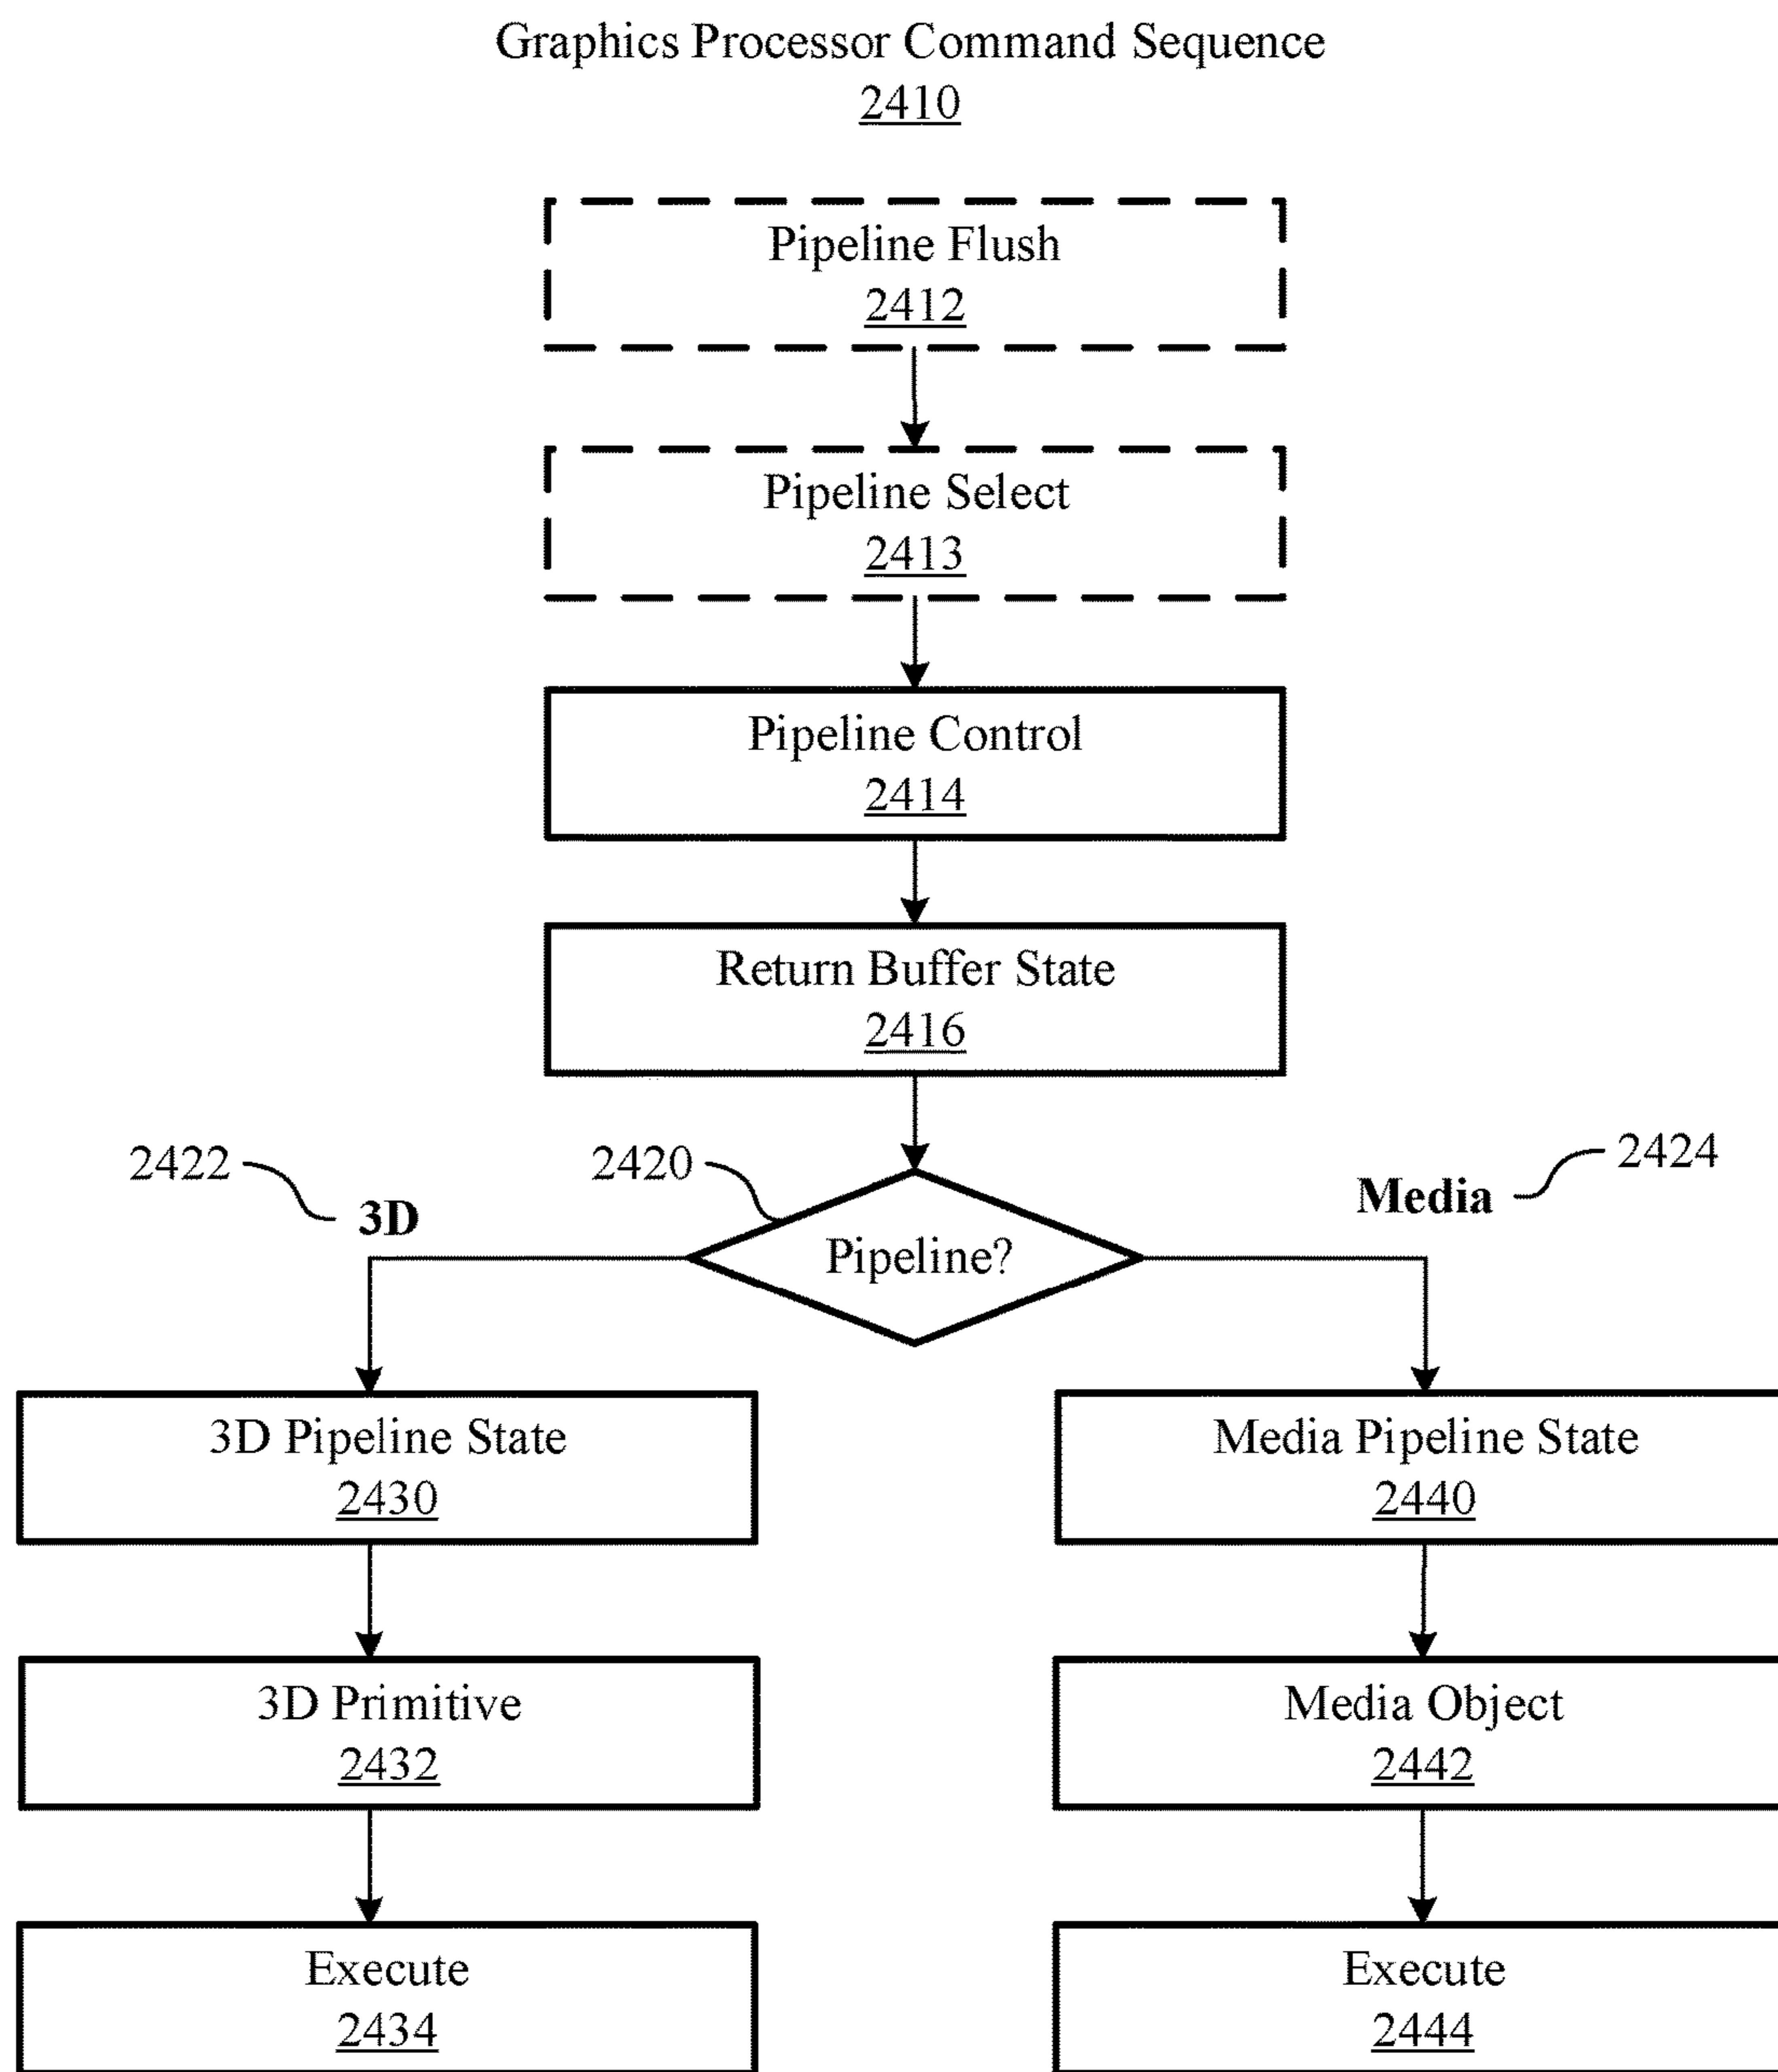 Graphics Processor Command Sequence
2410
Pipeline Flush
2412
Pipeline Select
2413
Pipeline Control
2414
Return Buffer State
2416
2422
2420
2424
3D
Media
Pipeline?
3D Pipeline State
2430
Media Pipeline State
2440
3D Primitive
2432
Media Object
2442
Execute
2434
Execute
2444